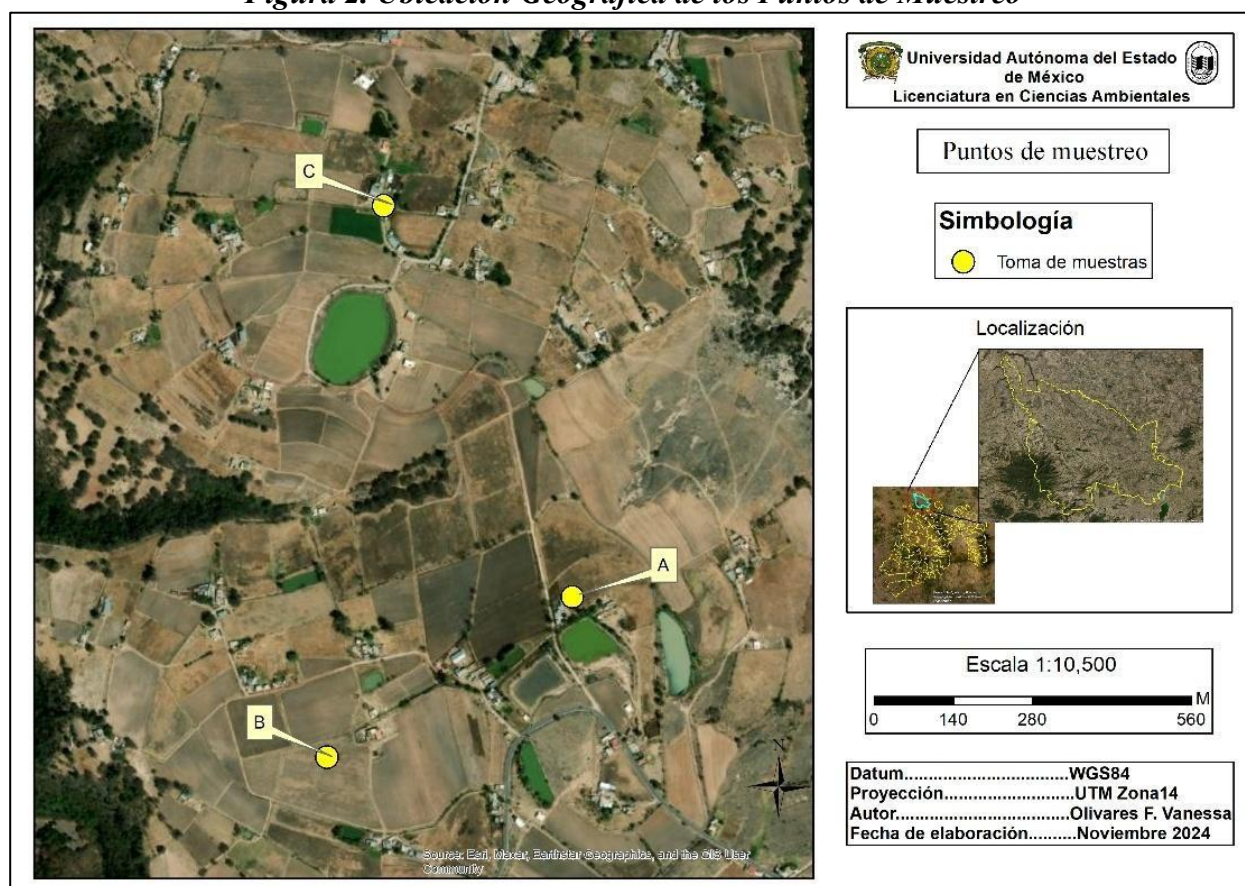 Figura 2. Ubicación Geográfica de los Puntos de Muestreo
C
A
B
N
Source: Esri, Maxar, Earthstar Geographics, and the GIS User
Community
Universidad Autónoma del Estado
de México
Licenciatura en Ciencias Ambientales
Puntos de muestreo
Simbología
Toma de muestras
Localización
Escala 1:10,500
M
0 140 280 560
Datum..............................WGS84
Proyección.......................UTM Zona14
Autor................................Olivares F. Vanessa
Fecha de elaboración.........Noviembre 2024